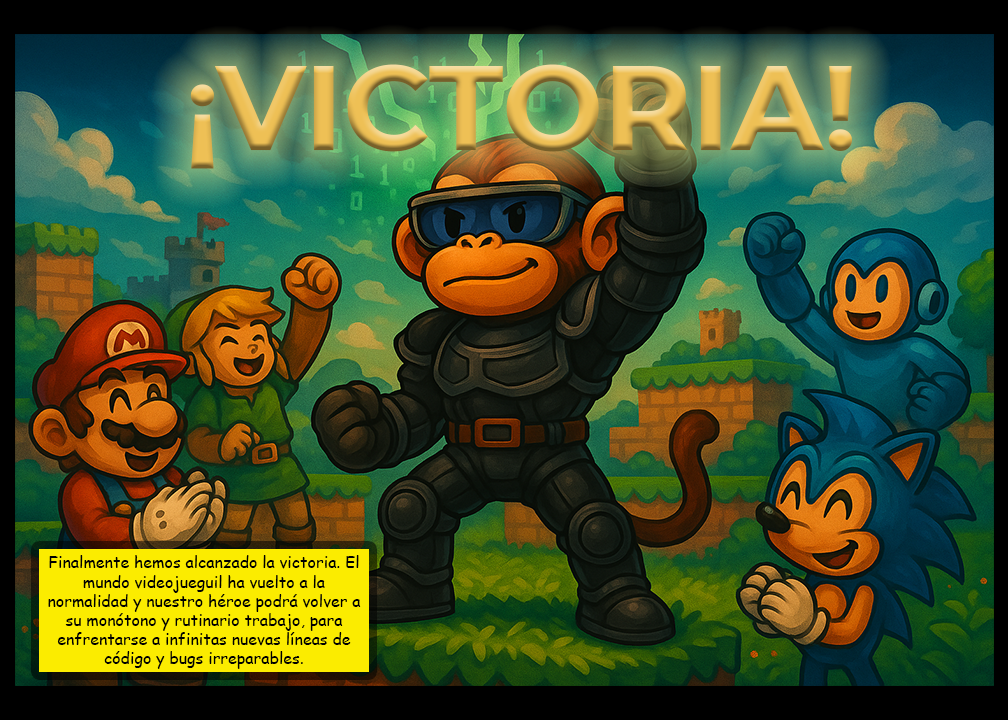 ¡VICTORIA!
M
Finalmente hemos alcanzado la victoria. El
mundo videojueguil ha vuelto a la
normalidad y nuestro héroe podrá volver a
su monótono y rutinario trabajo, para
enfrentarse a infinitas nuevas líneas de
código y bugs irreparables.